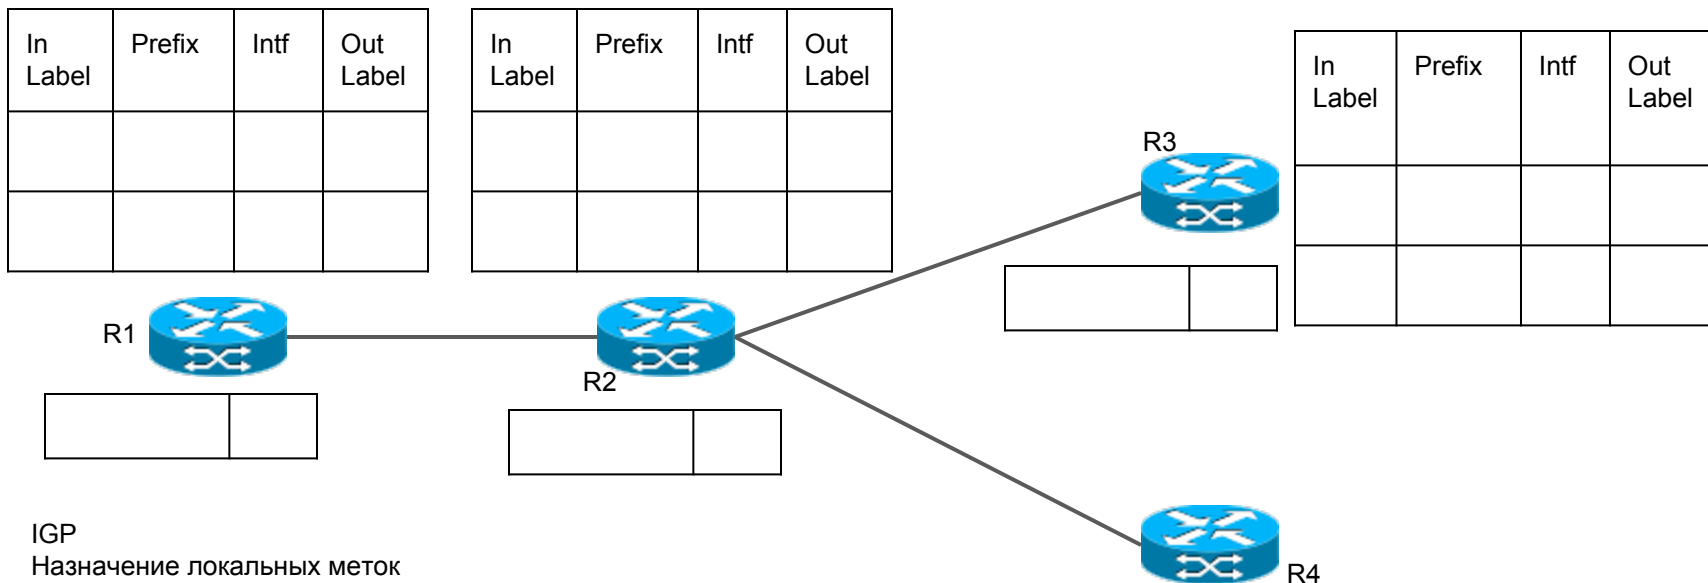 In Label Prefix Intf Out Label
In Label Prefix Intf Out Label
In Label Prefix Intf Out Label
R3
R1
R2
IGP
Назначение локальных меток
R4